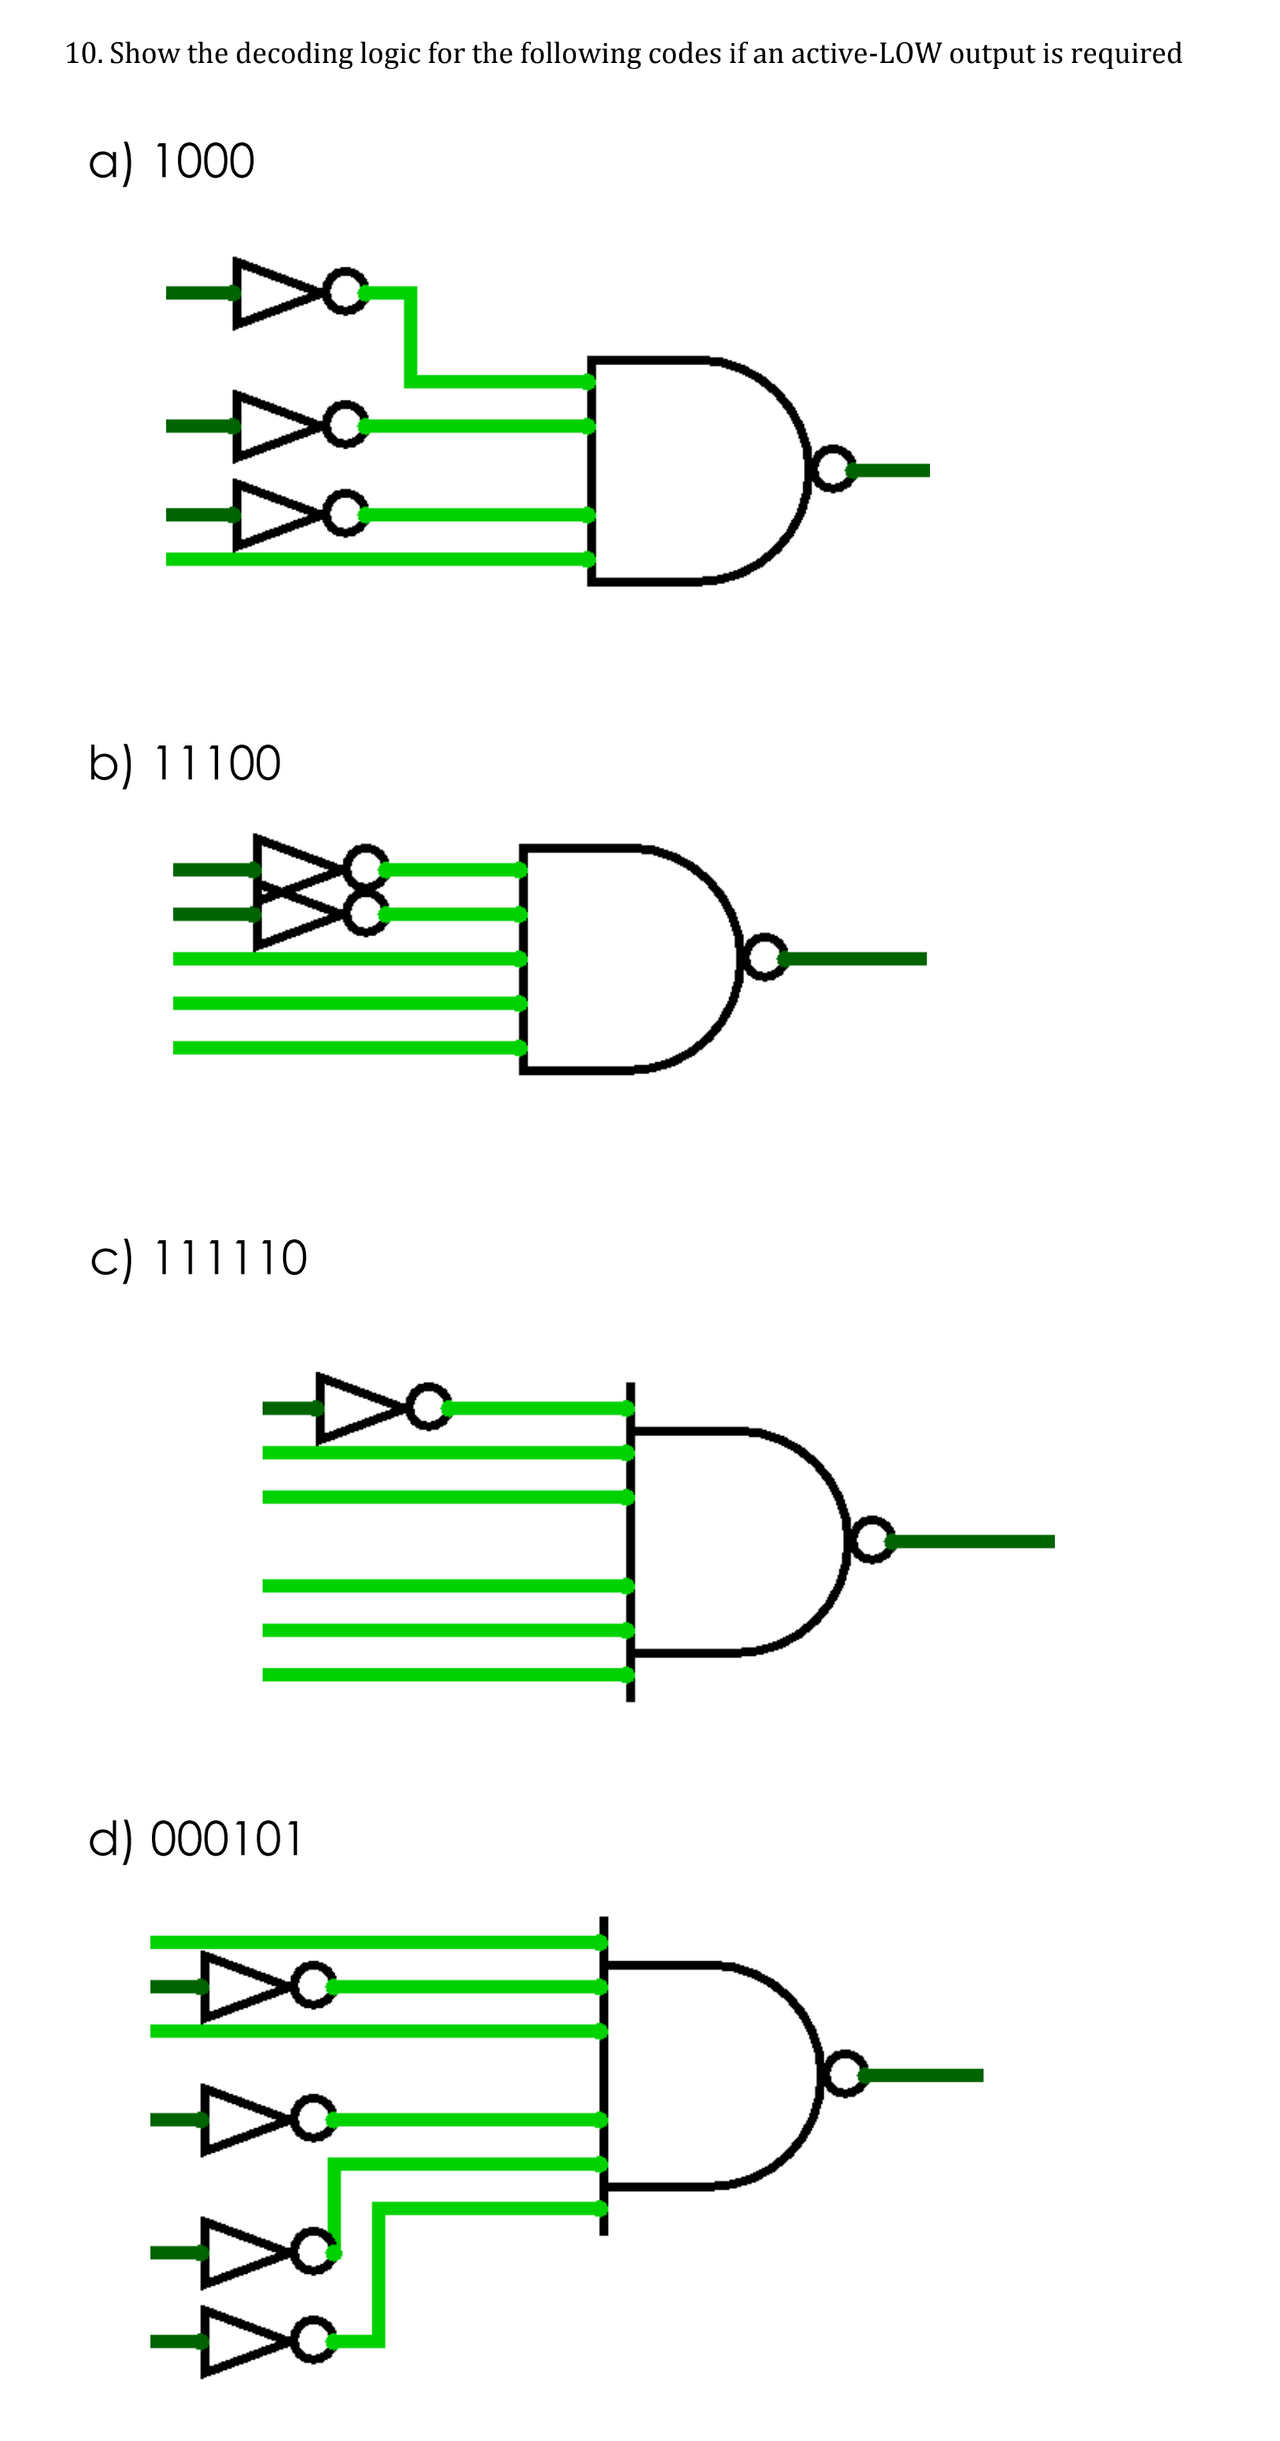 10. Show the decoding logic for the following codes if an active-LOW output is required
a) 1000
b) 11100
c) 111110
d) 000101